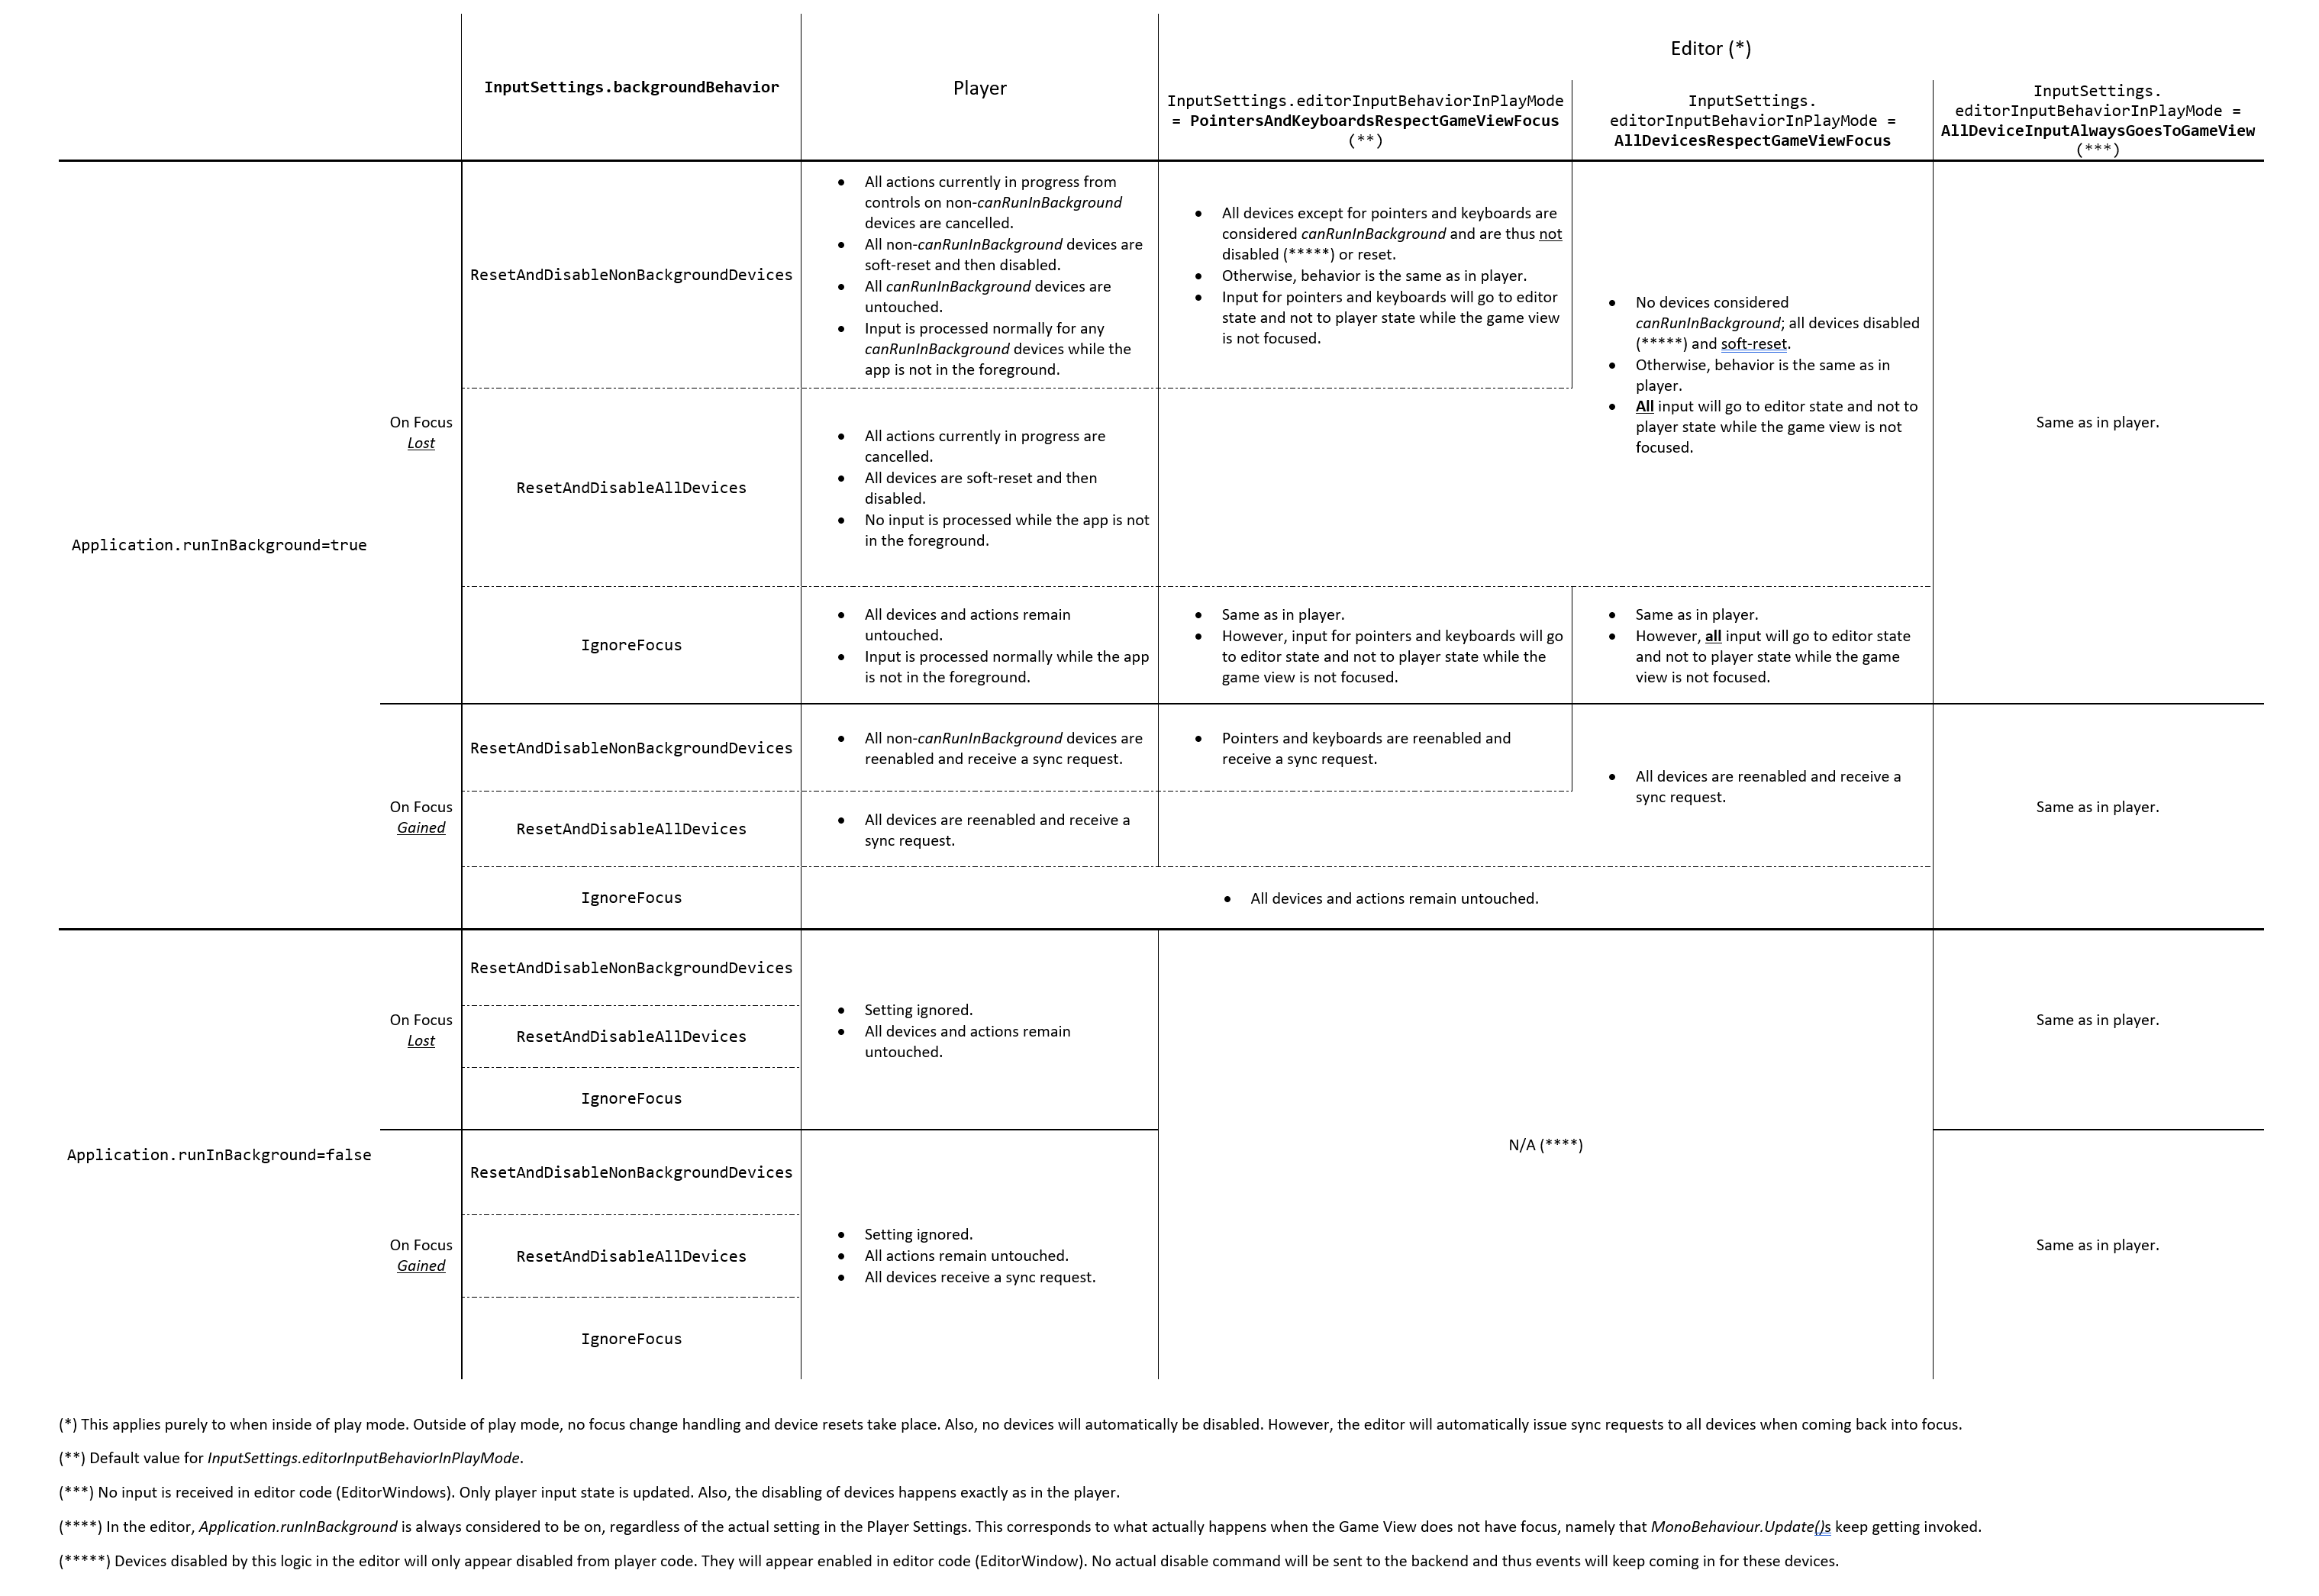 Editor (*)
InputSettings.backgroundBehavior
Player
InputSettings.editorInputBehaviorInPlayMode
= PointersAndKeyboardsRespectGameViewFocus
(**)
InputSettings.
editorInputBehaviorInPlayMode =
AllDevicesRespectGameViewFocus
InputSettings.
editorInputBehaviorInPlayMode =
AllDeviceInputAlwaysGoesToGameView
(***)
Application.runInBackground=true
On Focus
Lost
ResetAndDisableNonBackgroundDevices
• All actions currently in progress from
controls on non-canRunInBackground
devices are cancelled.
• All non-canRunInBackground devices are
soft-reset and then disabled.
• All canRunInBackground devices are
untouched.
• Input is processed normally for any
canRunInBackground devices while the
app is not in the foreground.
• All devices except for pointers and keyboards are
considered canRunInBackground and are thus not
disabled (*****) or reset.
• Otherwise, behavior is the same as in player.
• Input for pointers and keyboards will go to editor
state and not to player state while the game view
is not focused.
• No devices considered
canRunInBackground; all devices disabled
(*****) and soft-reset.
• Otherwise, behavior is the same as in
player.
• All input will go to editor state and not to
player state while the game view is not
focused.
Same as in player.
ResetAndDisableAllDevices
• All actions currently in progress are
cancelled.
• All devices are soft-reset and then
disabled.
• No input is processed while the app is not
in the foreground.
IgnoreFocus
• All devices and actions remain
untouched.
• Input is processed normally while the app
is not in the foreground.
• Same as in player.
• However, input for pointers and keyboards will go
to editor state and not to player state while the
game view is not focused.
• Same as in player.
• However, all input will go to editor state
and not to player state while the game
view is not focused.
On Focus
Gained
ResetAndDisableNonBackgroundDevices
• All non-canRunInBackground devices are
reenabled and receive a sync request.
• Pointers and keyboards are reenabled and
receive a sync request.
• All devices are reenabled and receive a
sync request.
Same as in player.
ResetAndDisableAllDevices
• All devices are reenabled and receive a
sync request.
IgnoreFocus
• All devices and actions remain untouched.
Application.runInBackground=false
On Focus
Lost
ResetAndDisableNonBackgroundDevices
ResetAndDisableAllDevices
IgnoreFocus
• Setting ignored.
• All devices and actions remain
untouched.
N/A (****)
Same as in player.
On Focus
Gained
ResetAndDisableNonBackgroundDevices
ResetAndDisableAllDevices
IgnoreFocus
• Setting ignored.
• All actions remain untouched.
• All devices receive a sync request.
Same as in player.
(*) This applies purely to when inside of play mode. Outside of play mode, no focus change handling and device resets take place. Also, no devices will automatically be disabled. However, the editor will automatically issue sync requests to all devices when coming back into focus.
(**) Default value for InputSettings.editorInputBehaviorInPlayMode.
(***) No input is received in editor code (EditorWindows). Only player input state is updated. Also, the disabling of devices happens exactly as in the player.
(****) In the editor, Application.runInBackground is always considered to be on, regardless of the actual setting in the Player Settings. This corresponds to what actually happens when the Game View does not have focus, namely that MonoBehaviour.Update()s keep getting invoked.
(*****) Devices disabled by this logic in the editor will only appear disabled from player code. They will appear enabled in editor code (EditorWindow). No actual disable command will be sent to the backend and thus events will keep coming in for these devices.